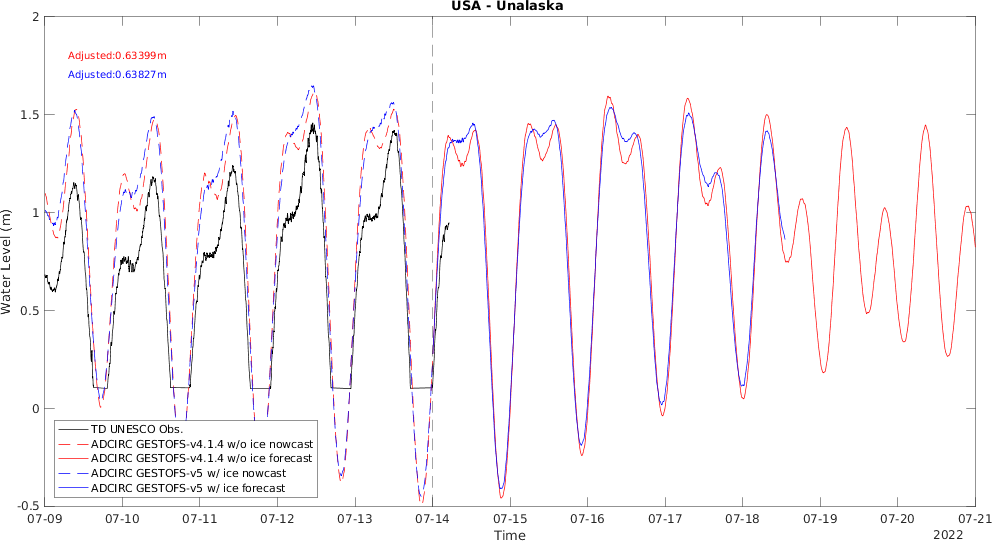 USA - Unalaska
2
Adjusted:0.63399m
Adjusted:0.63827m
1.5
1
0.5
0
-0.5
Water Level (m)
TD UNESCO Obs.
ADCIRC GESTOFS-v4.1.4 w/o ice nowcast
ADCIRC GESTOFS-v4.1.4 w/o ice forecast
ADCIRC GESTOFS-v5 w/ ice nowcast
ADCIRC GESTOFS-v5 w/ ice forecast
07-09 07-10 07-11 07-12 07-13 07-14 07-15 07-16 07-17 07-18 07-19 07-20 07-21
Time
2022